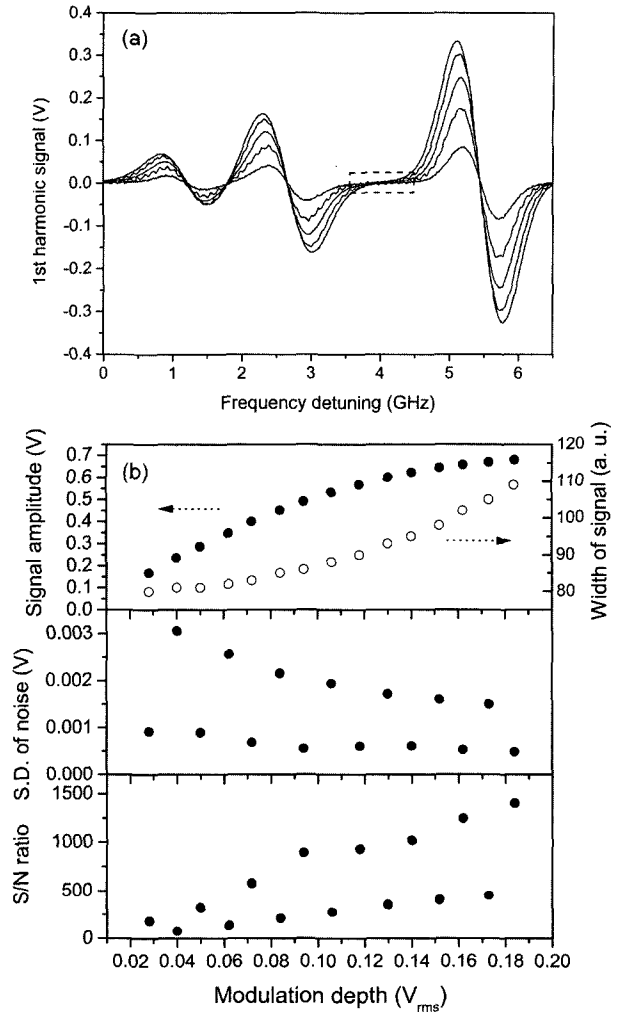 (a)
1st harmonic signal (V)
0.4
0.3
0.2
0.1
0.0
-0.1
-0.2
-0.3
-0.4
0 1 2 3 4 5 6
Frequency detuning (GHz)
(b)
Signal amplitude (V)
0.7
0.6
0.5
0.4
0.3
0.2
0.1
0.0
Width of signal (a. u.)
120
110
100
90
80
S.D. of noise (V)
0.003
0.002
0.001
0.000
S/N ratio
1500
1000
500
0
0.02 0.04 0.06 0.08 0.10 0.12 0.14 0.16 0.18 0.20
Modulation depth (Vrms)